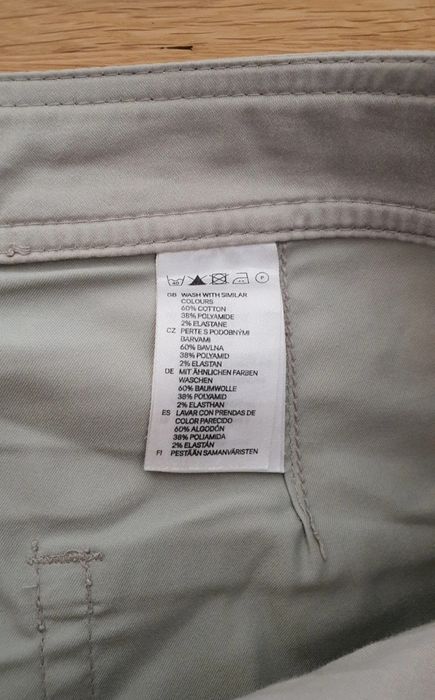 40 P
GB WASH WITH SIMILAR
COLOURS
60% COTTON
38% POLYAMIDE
2% ELASTANE
CZ PERTE S PODOBNÝMI
BARVAMI
60% BAVLNA
38% POLYAMID
2% ELASTAN
DE MIT ÄHNLICHEN FARBEN
WASCHEN
60% BAUMWOLLE
38% POLYAMID
2% ELASTHAN
ES LAVAR CON PRENDAS DE
COLOR PARECIDO
60% ALGODÓN
38% POLIAMIDA
2% ELASTÁN
FI PESTÄÄN SAMANVÄRISTEN